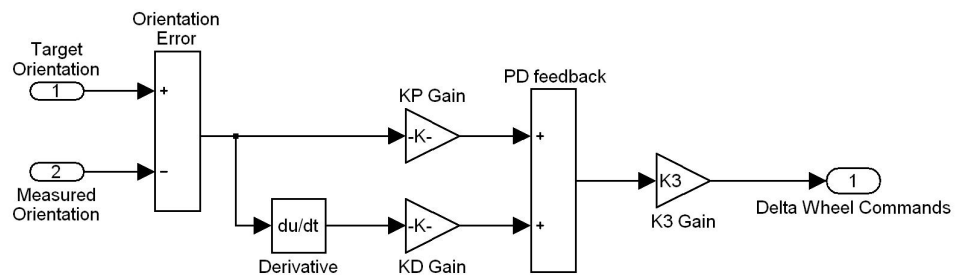 Orientation
Error
Target
Orientation
1
+
2
−
Measured
Orientation
KP Gain
-K-
du/dt
Derivative
-K-
KD Gain
PD feedback
+
+
K3
K3 Gain
1
Delta Wheel Commands